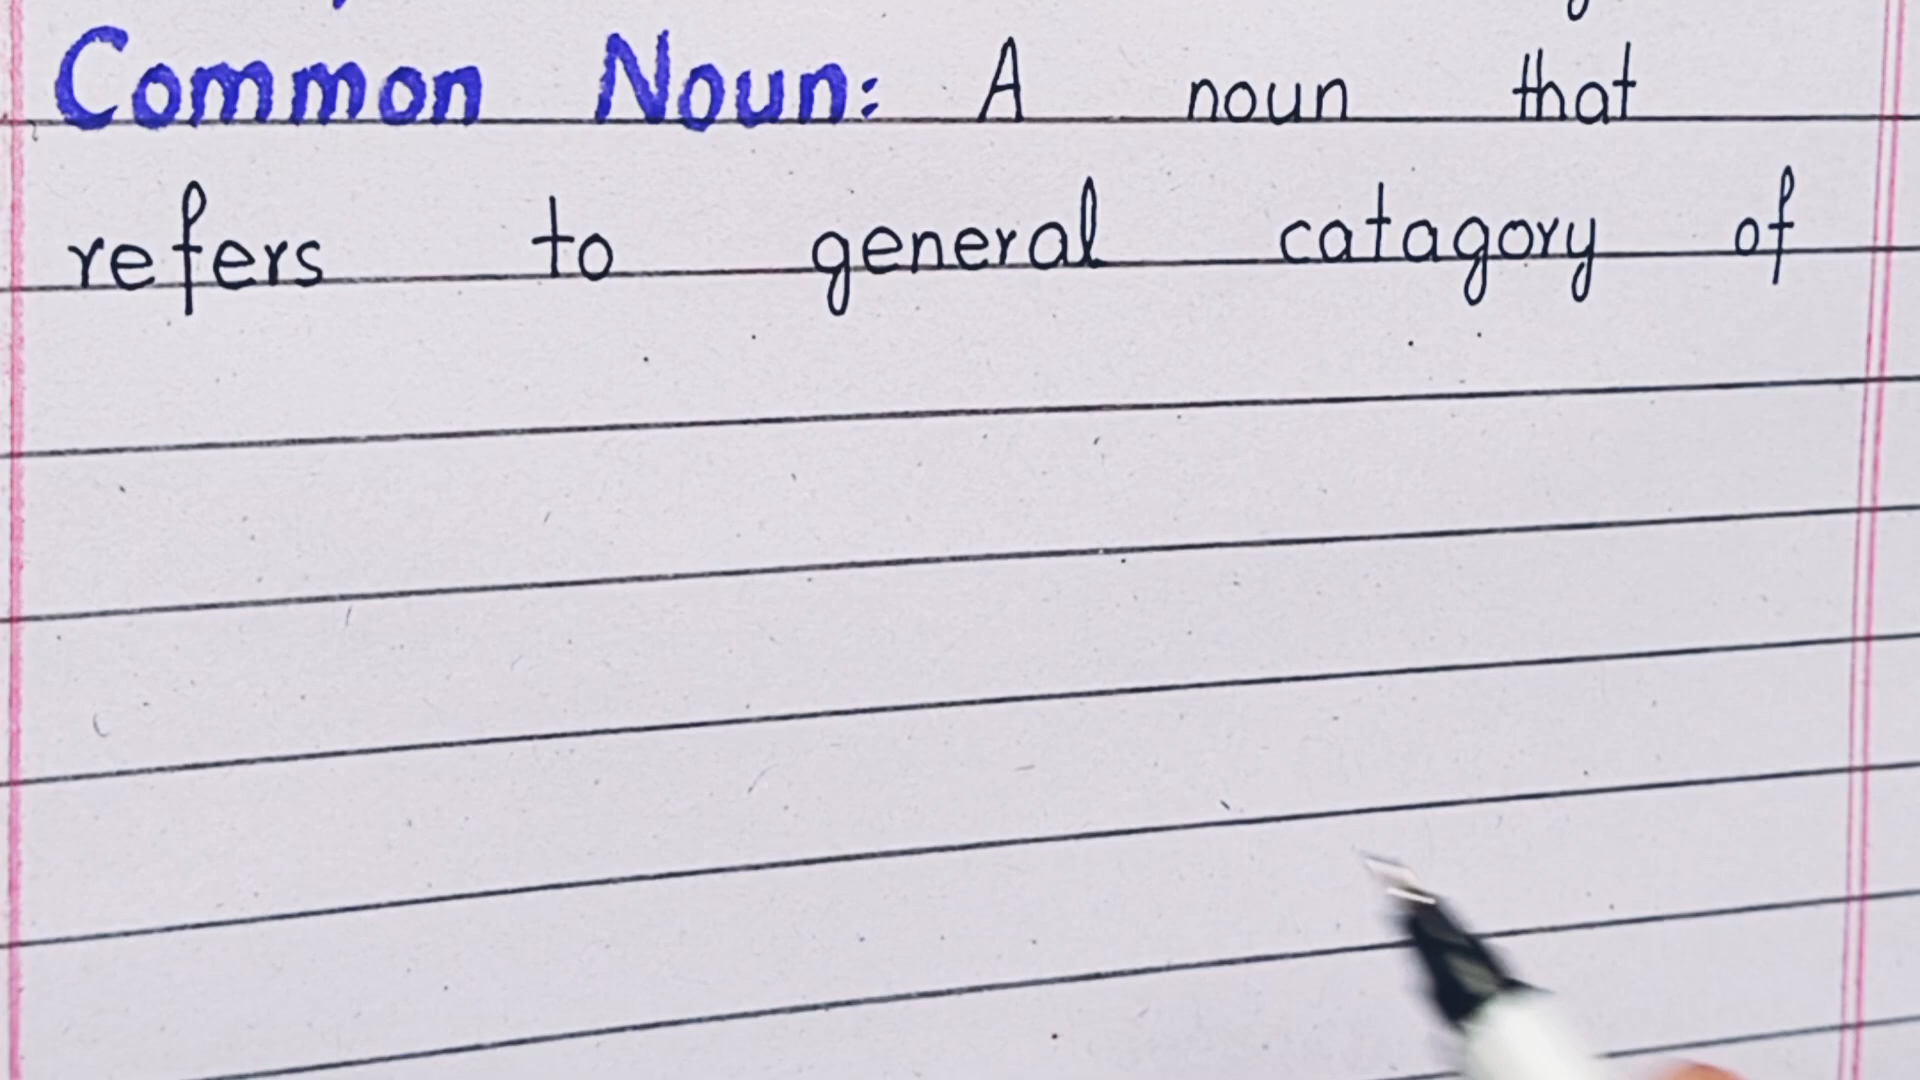 Common Noun: A noun that
refers to general catagory of